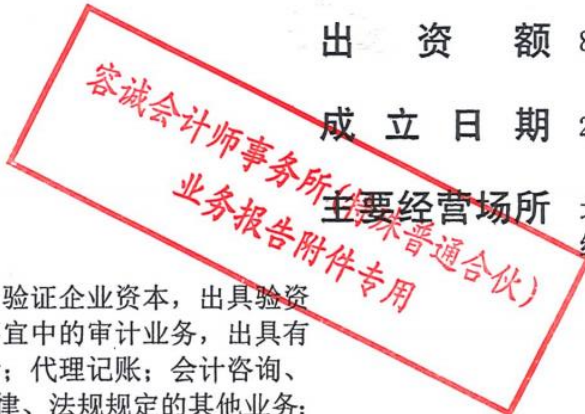 出资额
成立日期
主要经营场所
容诚会计师事务所(特殊普通合伙)
业务报告附件专用
验证企业资本，出具验资
宜中的审计业务，出具有
；代理记账；会计咨询、
律、法规规定的其他业务；